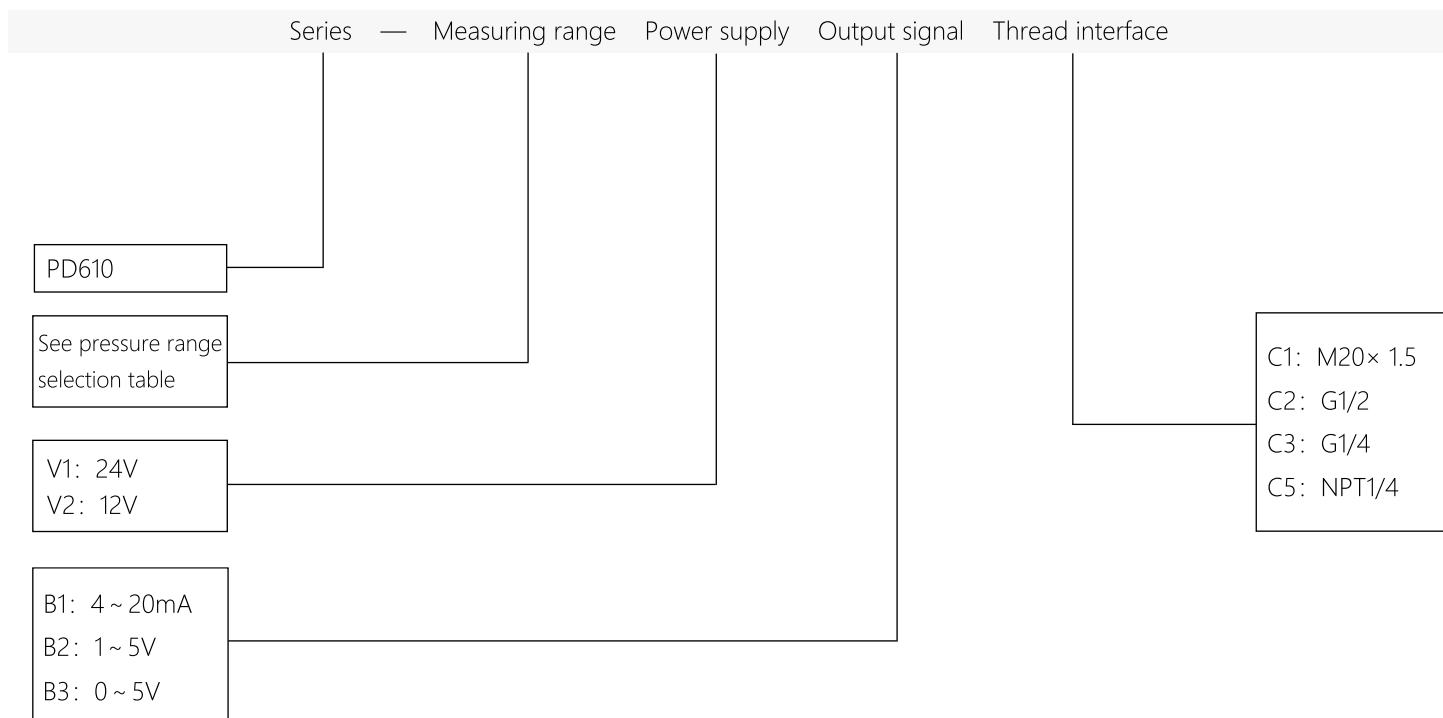 Series — Measuring range Power supply Output signal Thread interface
PD610
See pressure range
selection table
V1: 24V
V2: 12V
B1: 4~20mA
B2: 1~5V
B3: 0~5V
C1: M20× 1.5
C2: G1/2
C3: G1/4
C5: NPT1/4